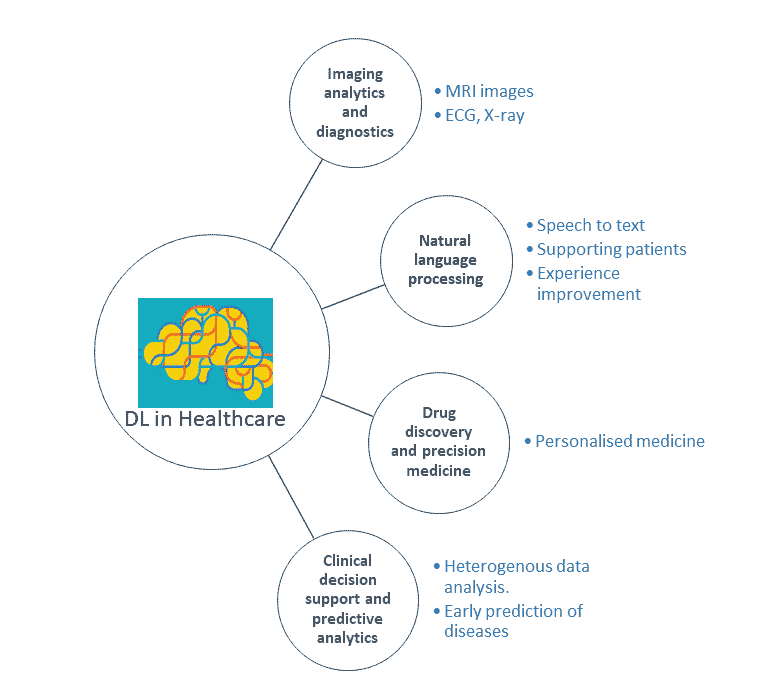 Imaging
analytics
and
diagnostics
• MRI images
• ECG, X-ray
Natural
language
processing
• Speech to text
• Supporting patients
• Experience
improvement
DL in Healthcare
Drug
discovery
and precision
medicine
• Personalised medicine
Clinical
decision
support and
predictive
analytics
• Heterogenous data
analysis.
• Early prediction of
diseases